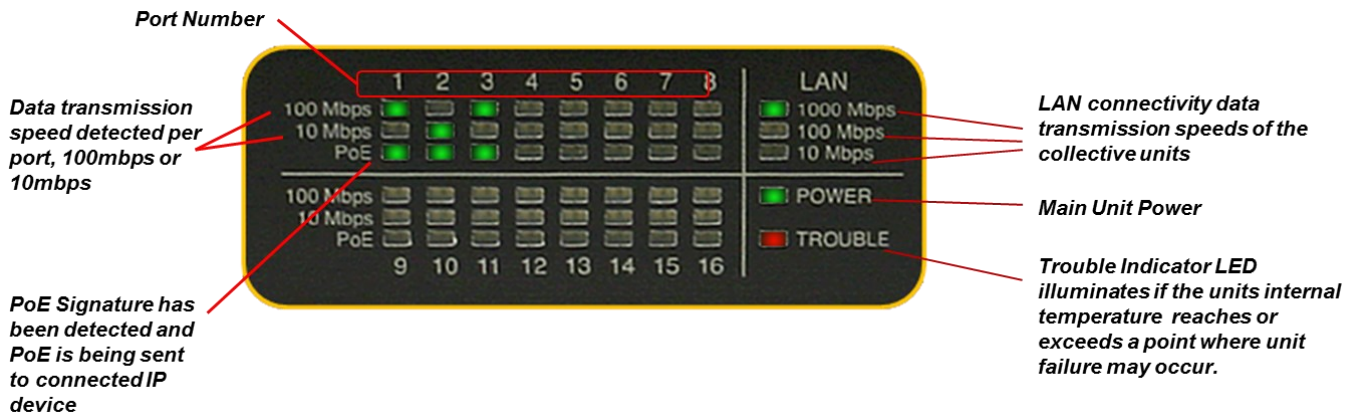 Port Number
Data transmission
speed detected per
port, 100mbps or
10mbps
PoE Signature has
been detected and
PoE is being sent
to connected IP
device
1 2 3 4 5 6 7 8
100 Mbps
10 Mbps
PoE
100 Mbps
10 Mbps
PoE
9 10 11 12 13 14 15 16
LAN
1000 Mbps
100 Mbps
10 Mbps
POWER
TROUBLE
LAN connectivity data
transmission speeds of the
collective units
Main Unit Power
Trouble Indicator LED
illuminates if the units internal
temperature reaches or
exceeds a point where unit
failure may occur.